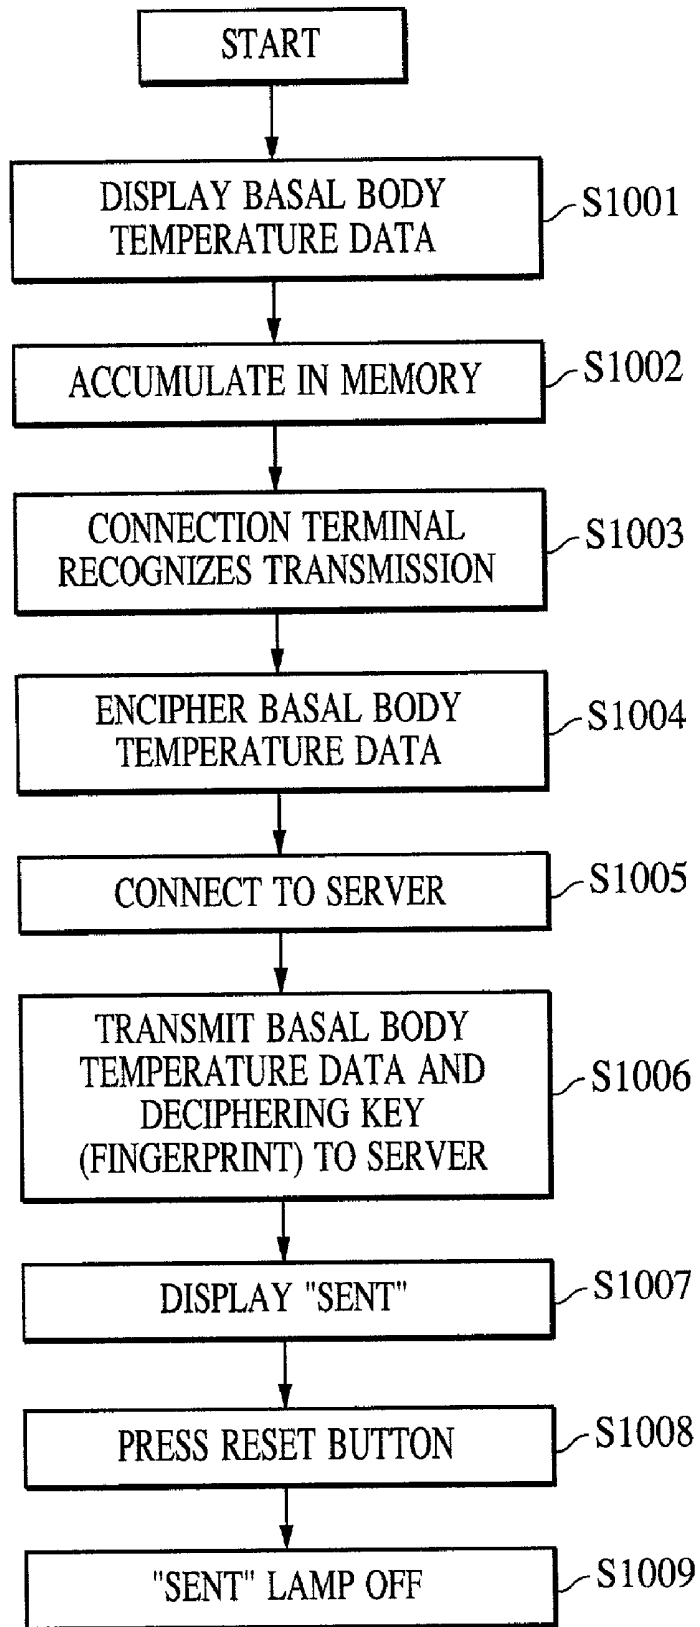 START
DISPLAY BASAL BODY
TEMPERATURE DATA
S1001
ACCUMULATE IN MEMORY
S1002
CONNECTION TERMINAL
RECOGNIZES TRANSMISSION
S1003
ENCIPHER BASAL BODY
TEMPERATURE DATA
S1004
CONNECT TO SERVER
S1005
TRANSMIT BASAL BODY
TEMPERATURE DATA AND
DECIPHERING KEY
(FINGERPRINT) TO SERVER
S1006
DISPLAY "SENT"
S1007
PRESS RESET BUTTON
S1008
"SENT" LAMP OFF
S1009